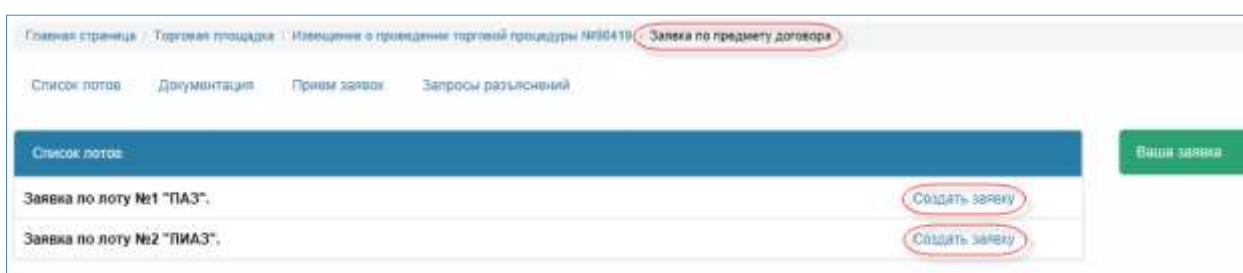 Главная страница / Торговая площадка / Извещение о проведении торговой процедуры №90419 / Заявка по предмету договора
Список лотов Документация Прием заявок Запросы разъяснений
Список лотов
Ваша заявка
Заявка по лоту №1 "ПАЗ". Создать заявку
Заявка по лоту №2 "ПИАЗ". Создать заявку